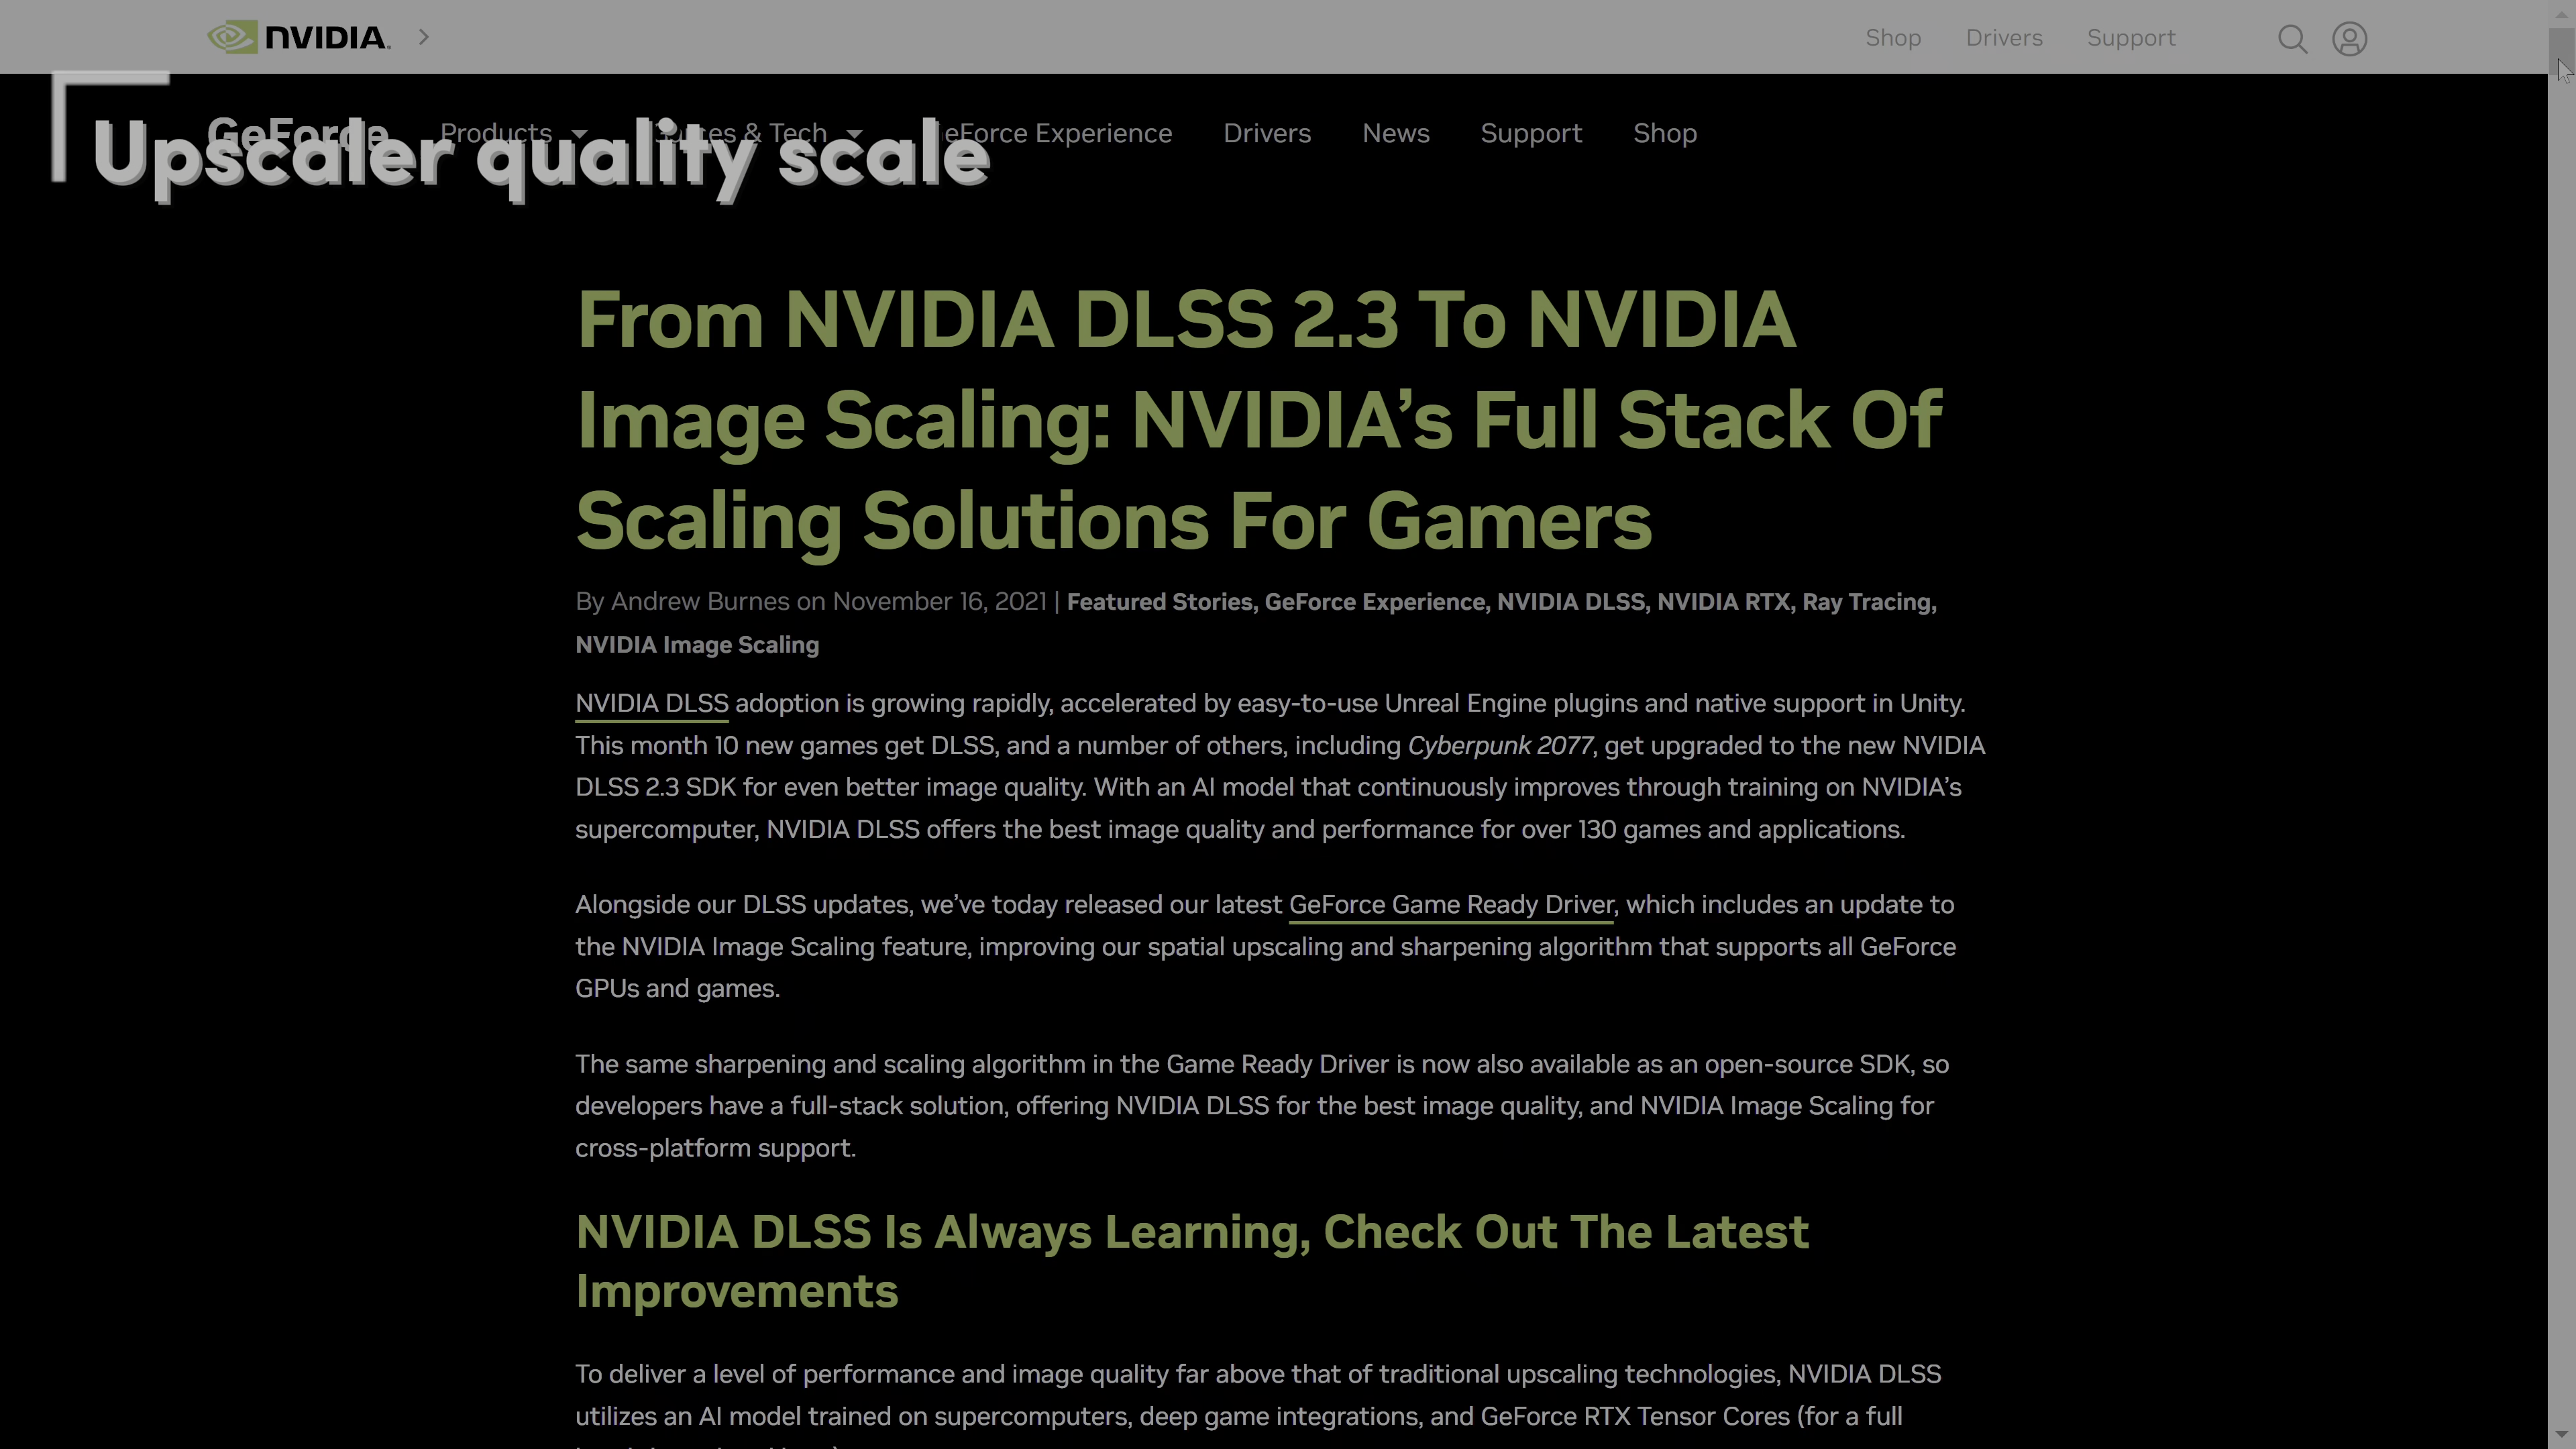 NVIDIA.
Shop Drivers Support
GeForce Products & Tech GeForce Experience Drivers News Support Shop
Upscaler quality scale
From NVIDIA DLSS 2.3 To NVIDIA
Image Scaling: NVIDIA’s Full Stack Of
Scaling Solutions For Gamers
By Andrew Burnes on November 16, 2021 | Featured Stories, GeForce Experience, NVIDIA DLSS, NVIDIA RTX, Ray Tracing,
NVIDIA Image Scaling
NVIDIA DLSS adoption is growing rapidly, accelerated by easy-to-use Unreal Engine plugins and native support in Unity.
This month 10 new games get DLSS, and a number of others, including Cyberpunk 2077, get upgraded to the new NVIDIA
DLSS 2.3 SDK for even better image quality. With an AI model that continuously improves through training on NVIDIA’s
supercomputer, NVIDIA DLSS offers the best image quality and performance for over 130 games and applications.
Alongside our DLSS updates, we’ve today released our latest GeForce Game Ready Driver, which includes an update to
the NVIDIA Image Scaling feature, improving our spatial upscaling and sharpening algorithm that supports all GeForce
GPUs and games.
The same sharpening and scaling algorithm in the Game Ready Driver is now also available as an open-source SDK, so
developers have a full-stack solution, offering NVIDIA DLSS for the best image quality, and NVIDIA Image Scaling for
cross-platform support.
NVIDIA DLSS Is Always Learning, Check Out The Latest
Improvements
To deliver a level of performance and image quality far above that of traditional upscaling technologies, NVIDIA DLSS
utilizes an AI model trained on supercomputers, deep game integrations, and GeForce RTX Tensor Cores (for a full